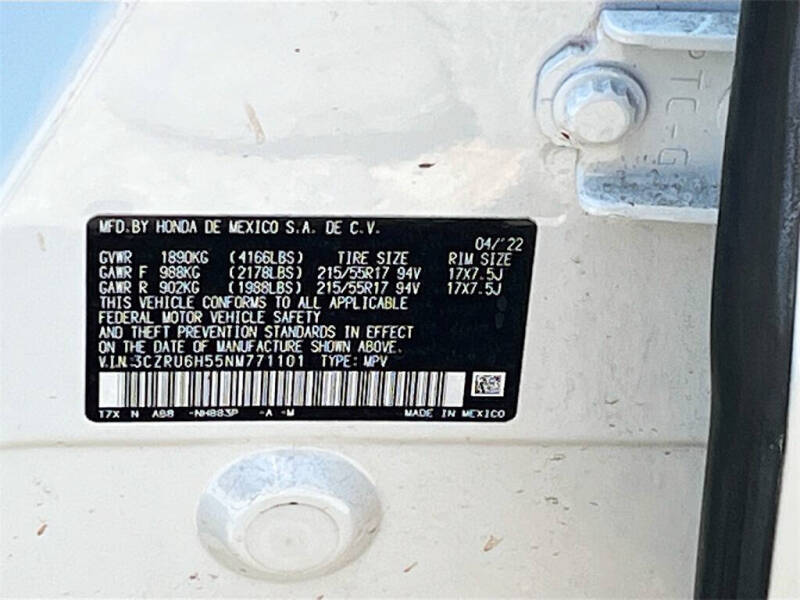 PTC-G
MFD.BY HONDA DE MEXICO S.A. DE C.V.
04/'22
GVWR 1890KG (4166LBS) TIRE SIZE RIM SIZE
GAWR F 988KG (2178LBS) 215/55R17 94V 17X7.5J
GAWR R 902KG (1988LBS) 215/55R17 94V 17X7.5J
THIS VEHICLE CONFORMS TO ALL APPLICABLE
FEDERAL MOTOR VEHICLE SAFETY
AND THEFT PREVENTION STANDARDS IN EFFECT
ON THE DATE OF MANUFACTURE SHOWN ABOVE.
V.I.N:3CZRU6H55NM771101 TYPE: MPV
17X N AB8 -NH883P -A -M MADE IN MEXICO